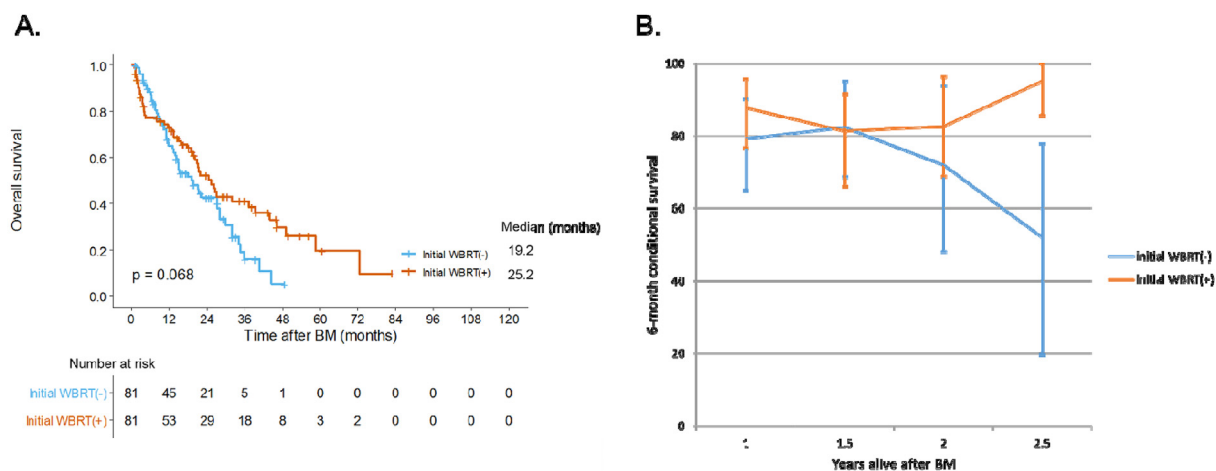 A.
1.0
0.8
0.6
0.4
0.2
0.0
Overall survival
p = 0.068
Median (months)
Initial WBRT(-) 19.2
Initial WBRT(+) 25.2
0 12 24 36 48 60 72 84 96 108 120
Time after BM (months)
Number at risk
Initial WBRT(-) 81 45 21 5 1 0 0 0 0 0 0
Initial WBRT(+) 81 53 29 18 8 3 2 0 0 0 0
B.
100
80
60
40
20
0
6-month conditional survival
1 1.5 2 2.5
Years alive after BM
Initial WBRT(-)
Initial WBRT(+)